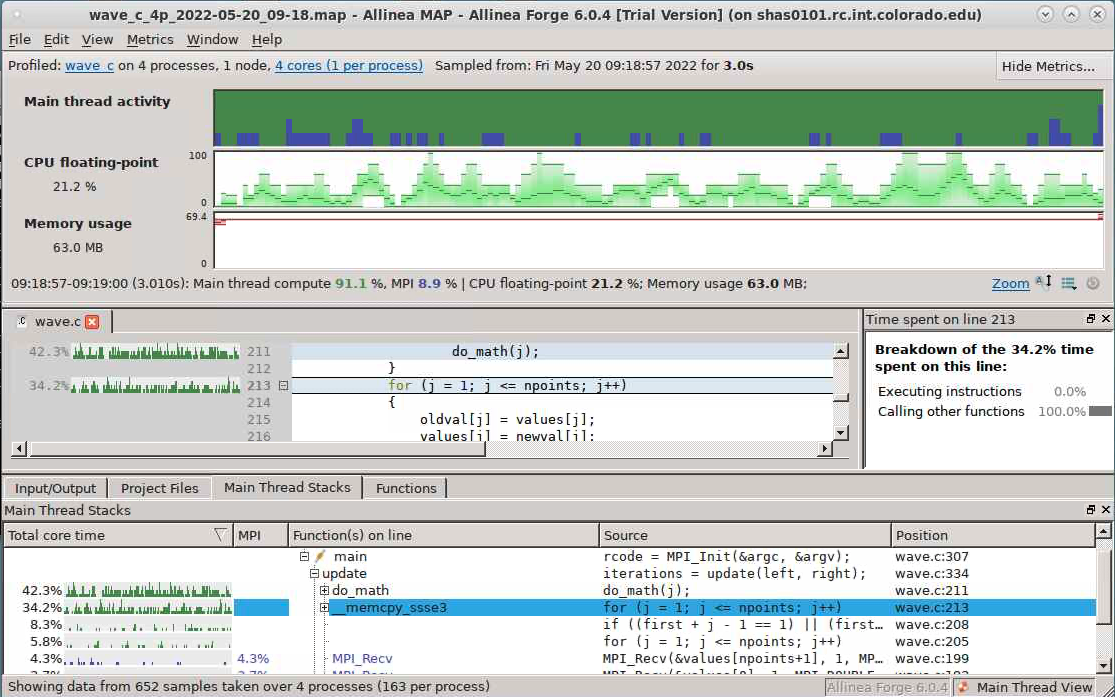 wave_c_4p_2022-05-20_09-18.map - Allinea MAP - Allinea Forge 6.0.4 [Trial Version] (on shas0101.rc.int.colorado.edu)
File Edit View Metrics Window Help
Profiled: wave_c on 4 processes, 1 node, 4 cores (1 per process) Sampled from: Fri May 20 09:18:57 2022 for 3.0s
Hide Metrics...
Main thread activity
CPU floating-point
21.2 %
100
0
Memory usage
63.0 MB
69.4
0
09:18:57-09:19:00 (3.010s): Main thread compute 91.1 %, MPI 8.9 % | CPU floating-point 21.2 %; Memory usage 63.0 MB;
Zoom
.c wave.c
42.3% 211 do_math(j);
212 }
34.2% 213 for (j = 1; j <= npoints; j++)
214 {
215 oldval[j] = values[j];
216 values[j] = newval[j];
Time spent on line 213
Breakdown of the 34.2% time
spent on this line:
Executing instructions 0.0%
Calling other functions 100.0%
Input/Output Project Files Main Thread Stacks Functions
Main Thread Stacks
Total core time MPI Function(s) on line Source Position
main rcode = MPI_Init(&argc, &argv); wave.c:307
update iterations = update(left, right); wave.c:334
42.3% do_math do_math(j); wave.c:211
34.2% __memcpy_ssse3 for (j = 1; j <= npoints; j++) wave.c:213
8.3% if ((first + j - 1 == 1) || (first... wave.c:208
5.8% for (j = 1; j <= npoints; j++) wave.c:205
4.3% 4.3% MPI_Recv MPI_Recv(&values[npoints+1], 1, MP... wave.c:199
Showing data from 652 samples taken over 4 processes (163 per process)
Allinea Forge 6.0.4 Main Thread View